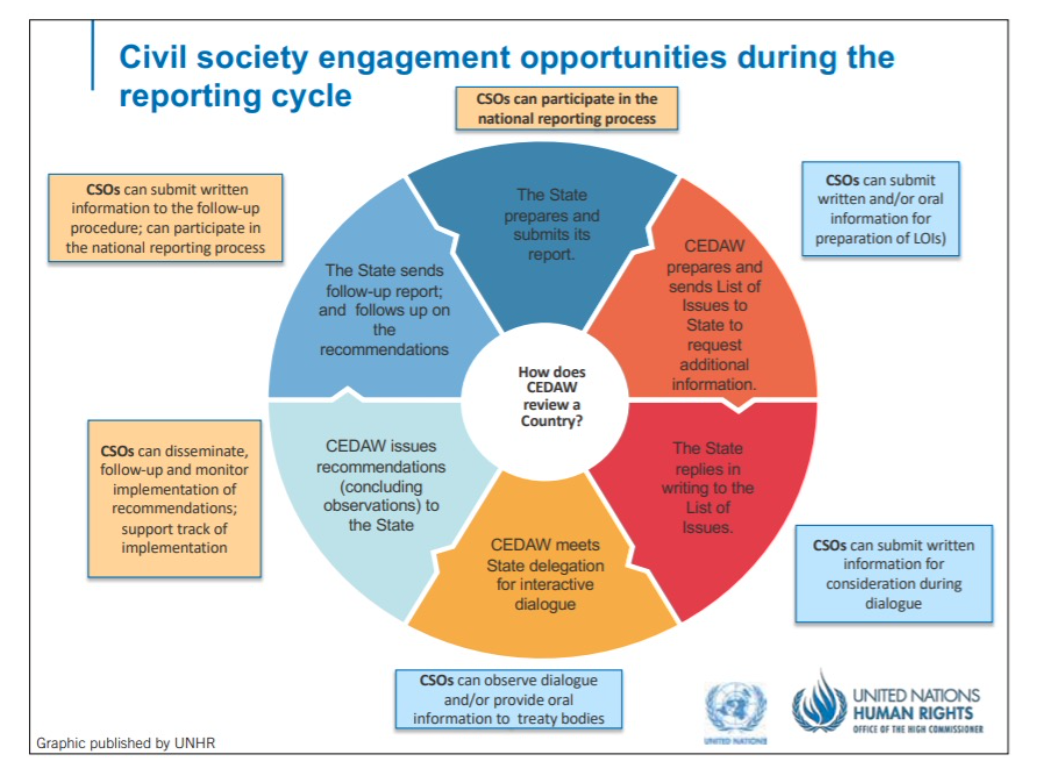 Civil society engagement opportunities during the
reporting cycle
CSOs can participate in the
national reporting process
CSOs can submit written
information to the follow-up
procedure; can participate in
the national reporting process
CSOs can submit
written and/or oral
information for
preparation of LOIs)
The State
prepares and
submits its
report.
CEDAW
prepares and
sends List of
Issues to
State to
request
additional
information.
The State sends
follow-up report;
and follows up on
the
recommendations
How does
CEDAW
review a
Country?
CSOs can disseminate,
follow-up and monitor
implementation of
recommendations;
support track of
implementation
CEDAW issues
recommendations
(concluding
observations) to
the State
The State
replies in
writing to the
List of
Issues.
CEDAW meets
State delegation
for interactive
dialogue
CSOs can submit written
information for
consideration during
dialogue
CSOs can observe dialogue
and/or provide oral
information to treaty bodies
UNITED NATIONS
UNITED NATIONS
HUMAN RIGHTS
OFFICE OF THE HIGH COMMISSIONER
Graphic published by UNHR